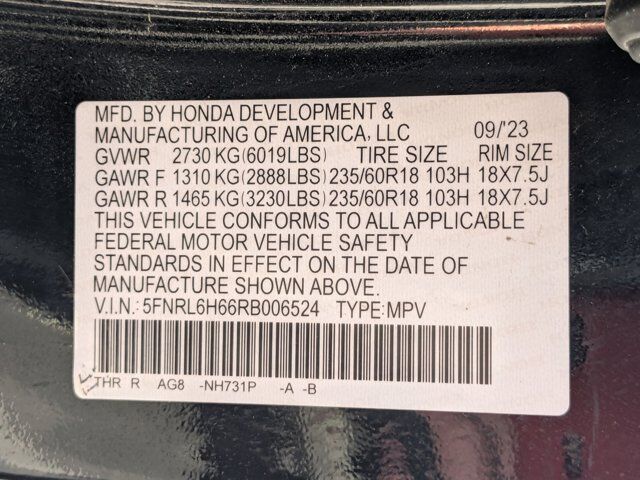 MFD. BY HONDA DEVELOPMENT &
MANUFACTURING OF AMERICA, LLC 09/'23
GVWR 2730 KG(6019LBS) TIRE SIZE RIM SIZE
GAWR F 1310 KG(2888LBS) 235/60R18 103H 18X7.5J
GAWR R 1465 KG(3230LBS) 235/60R18 103H 18X7.5J
THIS VEHICLE CONFORMS TO ALL APPLICABLE
FEDERAL MOTOR VEHICLE SAFETY
STANDARDS IN EFFECT ON THE DATE OF
MANUFACTURE SHOWN ABOVE.
V.I.N.: 5FNRL6H66RB006524 TYPE:MPV
THR R AG8 -NH731P -A -B